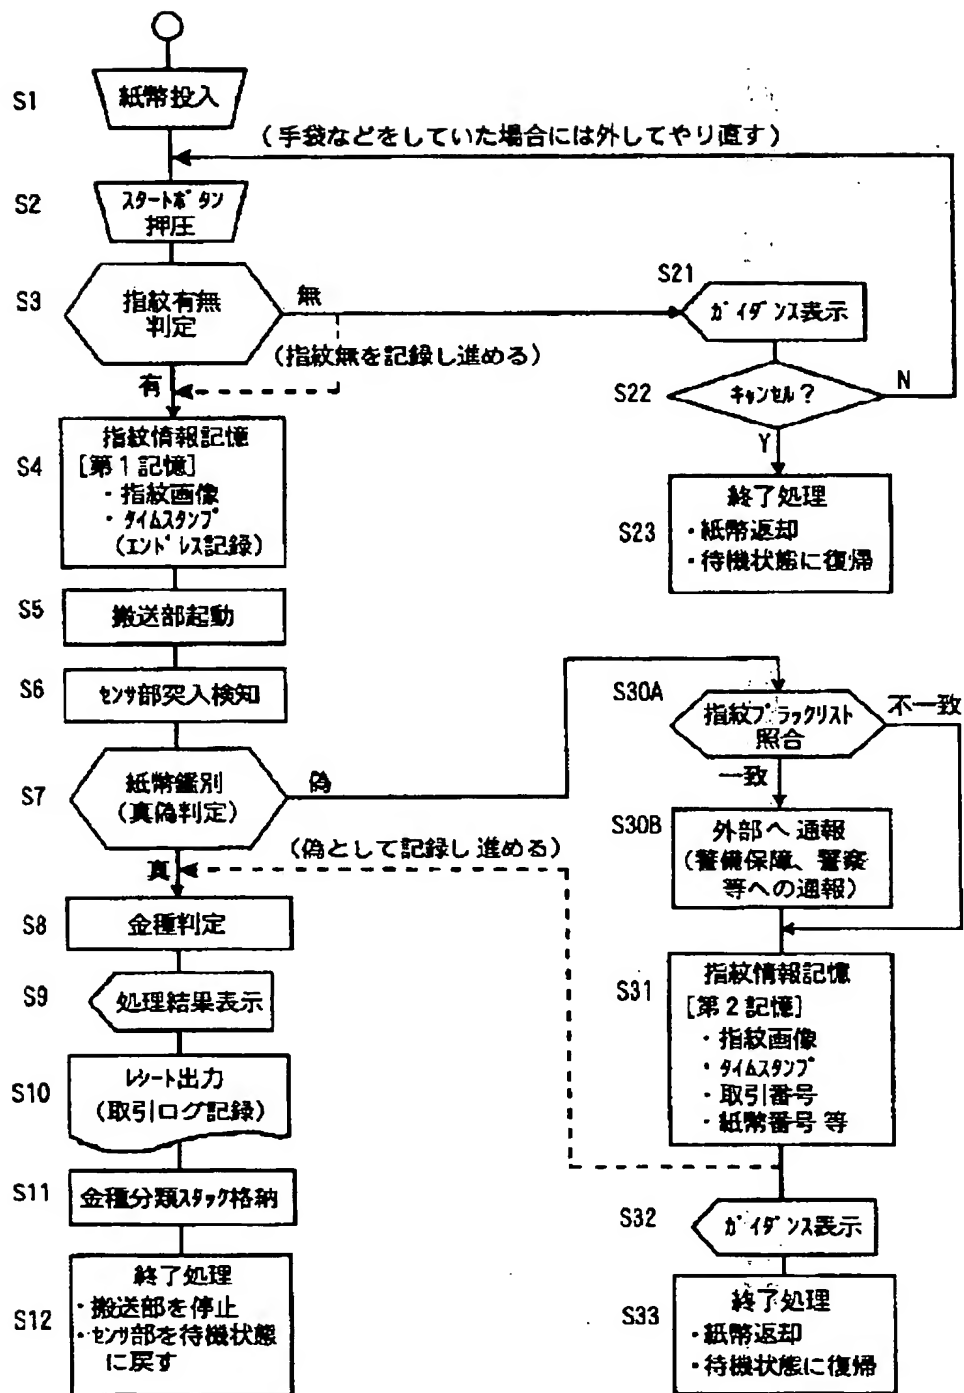 S1
紙幣投入
(手袋などをしていた場合には外してやり直す)
S2
スタートボタン
押圧
S3
指紋有無
判定
無
(指紋無を記録し進める)
有
S21
ガイダンス表示
S22
キャンセル?
N
Y
S4
指紋情報記憶
[第1記憶]
・指紋画像
・タイムスタンプ
(エンドレス記録)
S23
終了処理
・紙幣返却
・待機状態に復帰
S5
搬送部起動
S6
センサ部突入検知
S7
紙幣鑑別
(真偽判定)
偽
真
(偽として記録し進める)
S30A
指紋ブラックリスト
照合
不一致
一致
S30B
外部へ通報
(警備保障、警察
等への通報)
S8
金種判定
S9
処理結果表示
S31
指紋情報記憶
[第2記憶]
・指紋画像
・タイムスタンプ
・取引番号
・紙幣番号等
S10
レシート出力
(取引ログ記録)
S11
金種分類スタック格納
S32
ガイダンス表示
S12
終了処理
・搬送部を停止
・センサ部を待機状態
に戻す
S33
終了処理
・紙幣返却
・待機状態に復帰